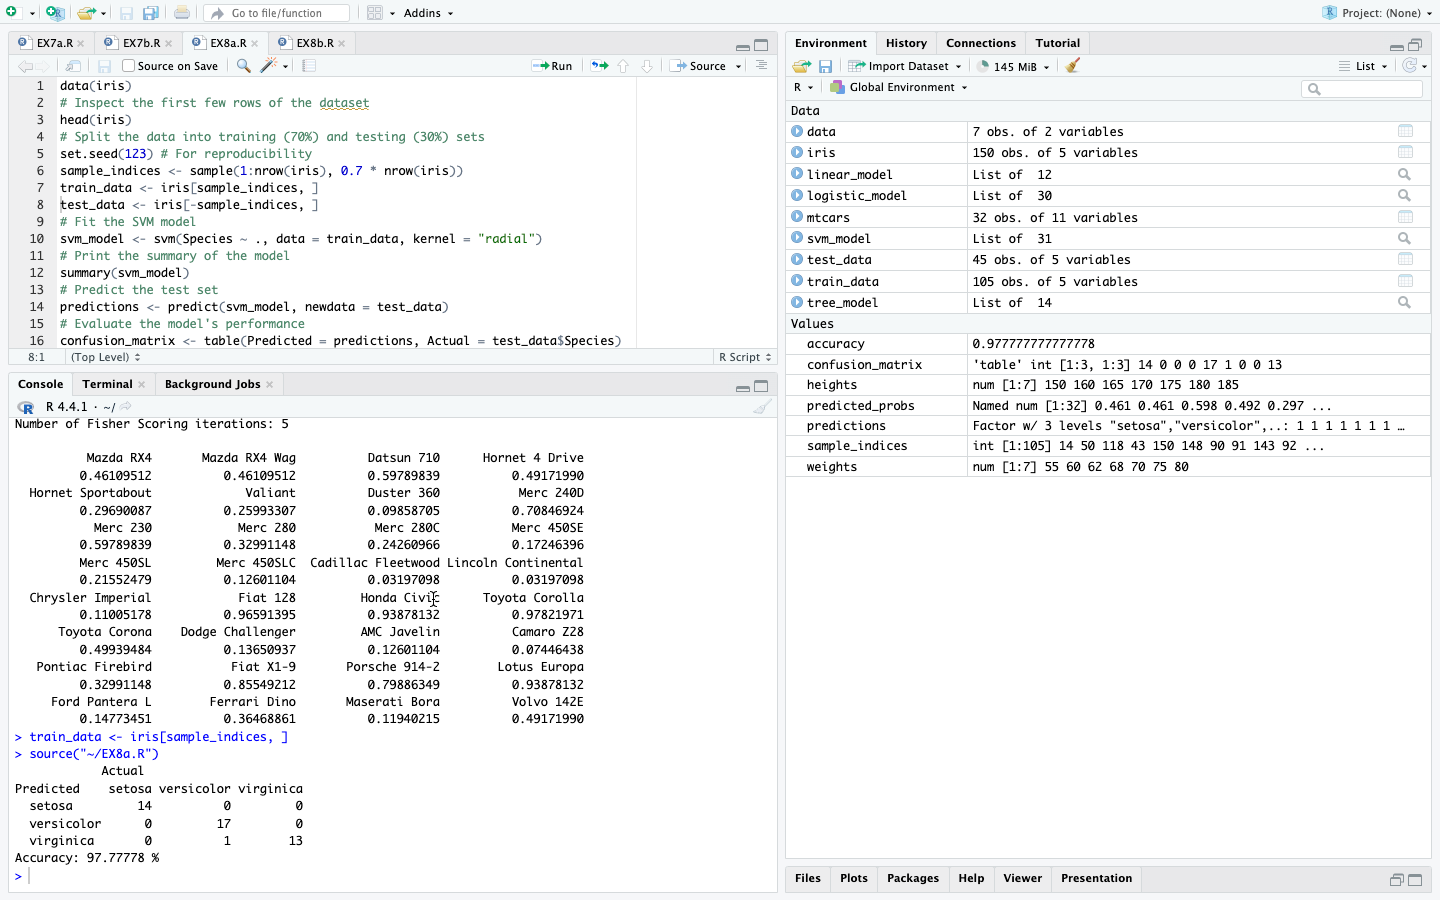 Go to file/function
Addins
Project: (None)
EX7a.R
EX7b.R
EX8a.R
EX8b.R
Source on Save
Run
Source
1 data(iris)
2 # Inspect the first few rows of the dataset
3 head(iris)
4 # Split the data into training (70%) and testing (30%) sets
5 set.seed(123) # For reproducibility
6 sample_indices <- sample(1:nrow(iris), 0.7 * nrow(iris))
7 train_data <- iris[sample_indices, ]
8 test_data <- iris[-sample_indices, ]
9 # Fit the SVM model
10 svm_model <- svm(Species ~ ., data = train_data, kernel = "radial")
11 # Print the summary of the model
12 summary(svm_model)
13 # Predict the test set
14 predictions <- predict(svm_model, newdata = test_data)
15 # Evaluate the model's performance
16 confusion_matrix <- table(Predicted = predictions, Actual = test_data$Species)
8:1 (Top Level) R Script
Console Terminal Background Jobs
R 4.4.1 · ~/
Number of Fisher Scoring iterations: 5
Mazda RX4 Mazda RX4 Wag Datsun 710 Hornet 4 Drive
0.46109512 0.46109512 0.59789839 0.49171990
Hornet Sportabout Valiant Duster 360 Merc 240D
0.29690087 0.25993307 0.09858705 0.70846924
Merc 230 Merc 280 Merc 280C Merc 450SE
0.59789839 0.32991148 0.24260966 0.17246396
Merc 450SL Merc 450SLC Cadillac Fleetwood Lincoln Continental
0.21552479 0.12601104 0.03197098 0.03197098
Chrysler Imperial Fiat 128 Honda Civic Toyota Corolla
0.11005178 0.96591395 0.93878132 0.97821971
Toyota Corona Dodge Challenger AMC Javelin Camaro Z28
0.49939484 0.13650937 0.12601104 0.07446438
Pontiac Firebird Fiat X1-9 Porsche 914-2 Lotus Europa
0.32991148 0.85549212 0.79886349 0.93878132
Ford Pantera L Ferrari Dino Maserati Bora Volvo 142E
0.14773451 0.36468861 0.11940215 0.49171990
> train_data <- iris[sample_indices, ]
> source("~/EX8a.R")
Actual
Predicted setosa versicolor virginica
setosa 14 0 0
versicolor 0 17 0
virginica 0 1 13
Accuracy: 97.77778 %
>
Environment History Connections Tutorial
Import Dataset 145 MiB List
R Global Environment
Data
data 7 obs. of 2 variables
iris 150 obs. of 5 variables
linear_model List of 12
logistic_model List of 30
mtcars 32 obs. of 11 variables
svm_model List of 31
test_data 45 obs. of 5 variables
train_data 105 obs. of 5 variables
tree_model List of 14
Values
accuracy 0.977777777777778
confusion_matrix 'table' int [1:3, 1:3] 14 0 0 0 17 1 0 0 13
heights num [1:7] 150 160 165 170 175 180 185
predicted_probs Named num [1:32] 0.461 0.461 0.598 0.492 0.297 ...
predictions Factor w/ 3 levels "setosa","versicolor",..: 1 1 1 1 1 1 1 …
sample_indices int [1:105] 14 50 118 43 150 148 90 91 143 92 ...
weights num [1:7] 55 60 62 68 70 75 80
Files Plots Packages Help Viewer Presentation